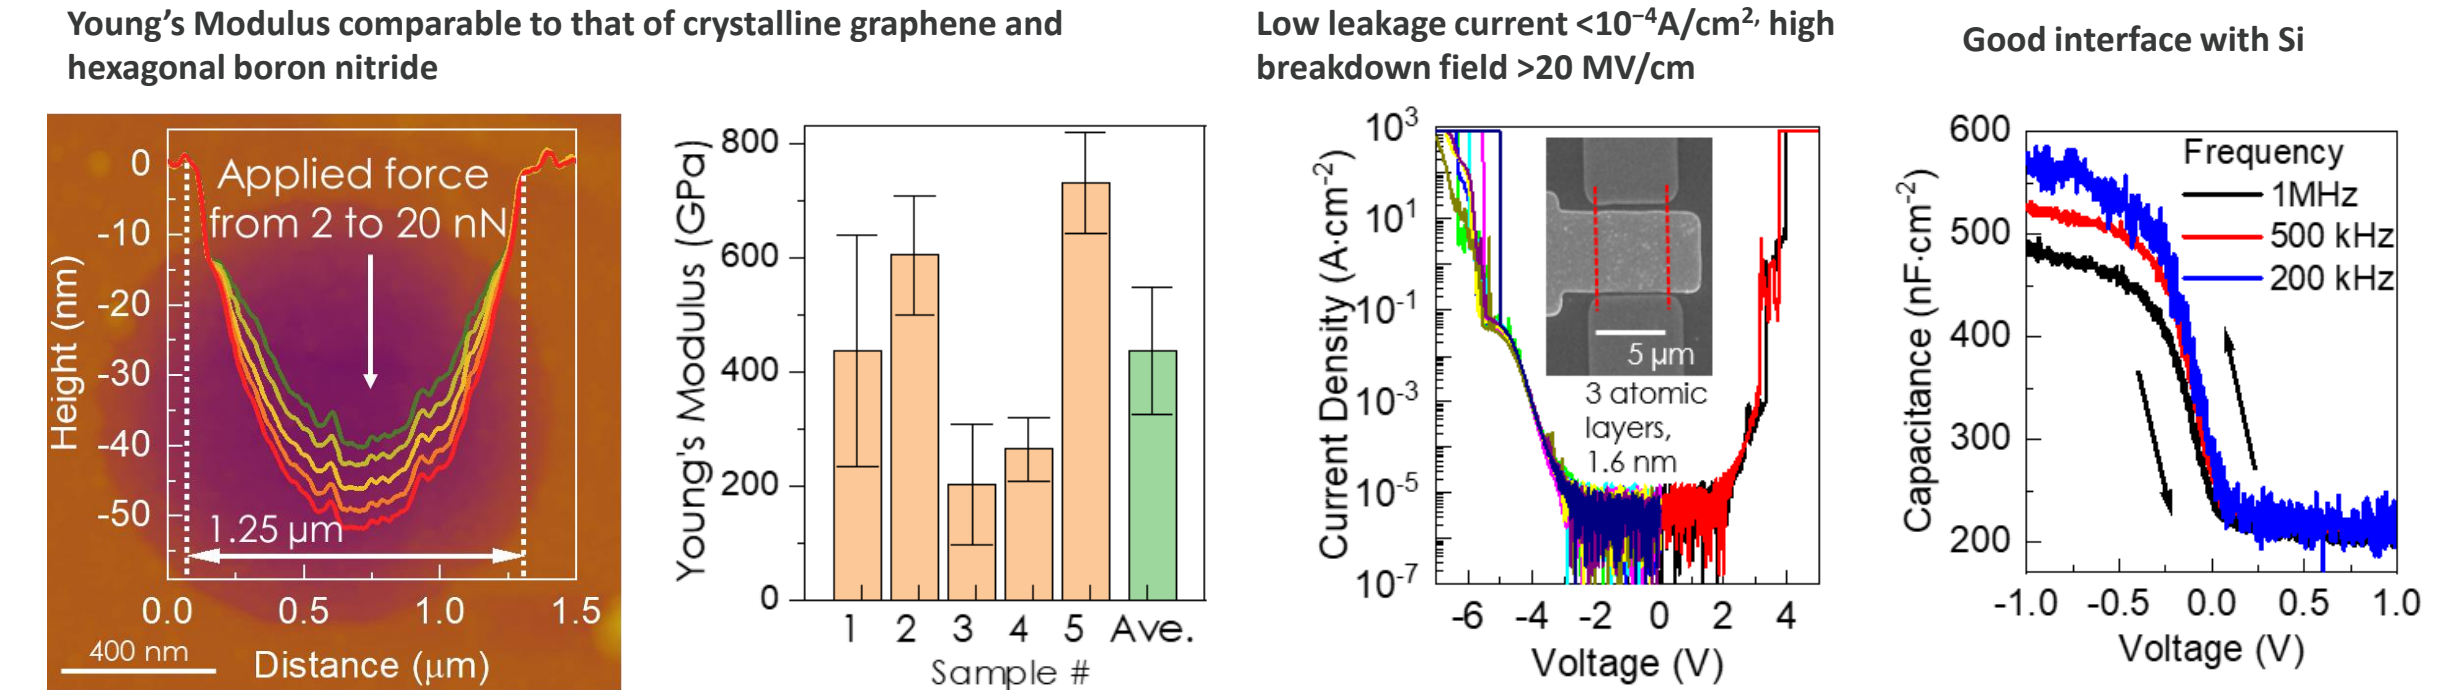 Young's Modulus comparable to that of crystalline graphene and
hexagonal boron nitride
Low leakage current <10⁻⁴A/cm², high
breakdown field >20 MV/cm
Good interface with Si
Applied force
from 2 to 20 nN
1.25 μm
Height (nm)
0
-10
-20
-30
-40
-50
0.0 0.5 1.0 1.5
400 nm
Distance (μm)
Young's Modulus (GPa)
800
600
400
200
0
1 2 3 4 5 Ave.
Sample #
Current Density (A·cm⁻²)
10³
10¹
10⁻¹
10⁻³
10⁻⁵
10⁻⁷
5 μm
3 atomic
layers,
1.6 nm
-6 -4 -2 0 2 4
Voltage (V)
Capacitance (nF·cm⁻²)
600
500
400
300
200
Frequency
1MHz
500 kHz
200 kHz
-1.0 -0.5 0.0 0.5 1.0
Voltage (V)